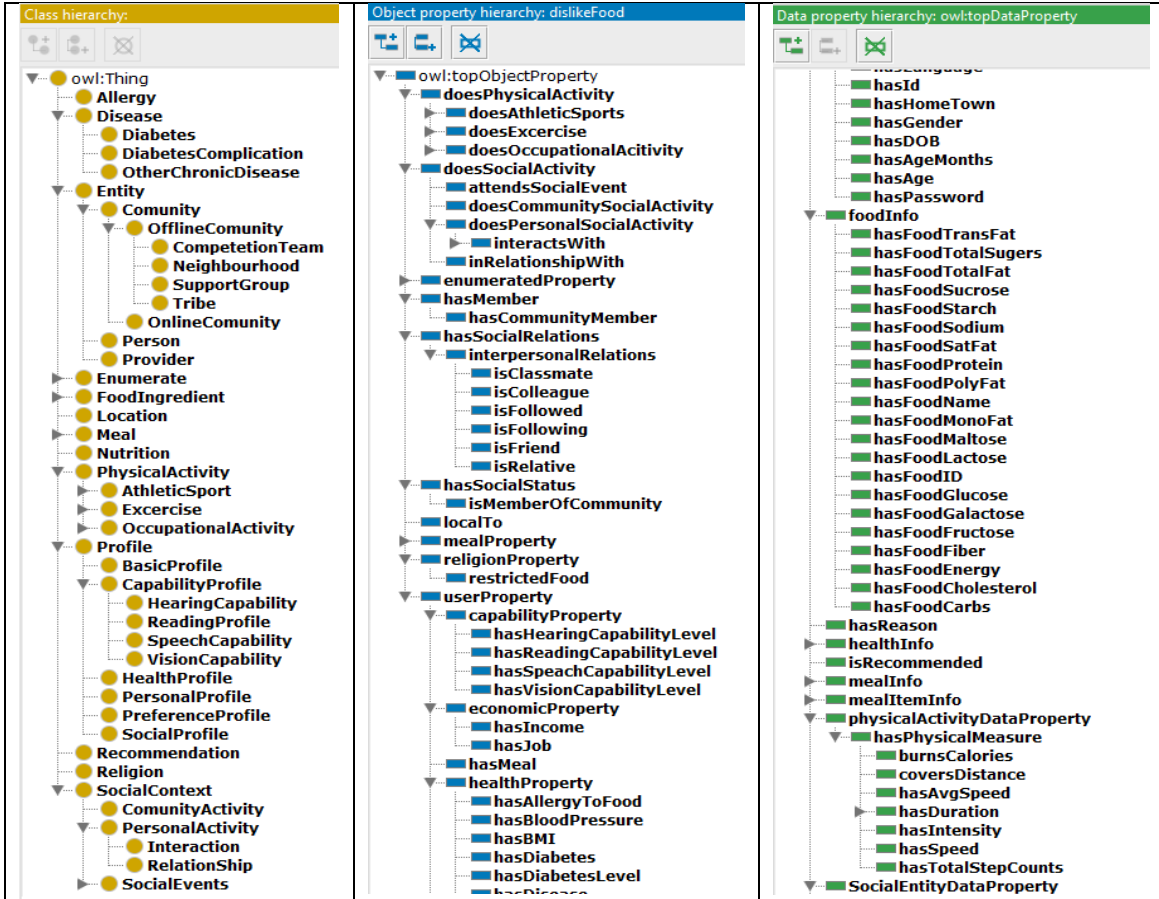 Class hierarchy:
owl:Thing
Allergy
Disease
Diabetes
DiabetesComplication
OtherChronicDisease
Entity
Comunity
OfflineComunity
CompetetionTeam
Neighbourhood
SupportGroup
Tribe
OnlineComunity
Person
Provider
Enumerate
FoodIngredient
Location
Meal
Nutrition
PhysicalActivity
AthleticSport
Excercise
OccupationalActivity
Profile
BasicProfile
CapabilityProfile
HearingCapability
ReadingProfile
SpeechCapability
VisionCapability
HealthProfile
PersonalProfile
PreferenceProfile
SocialProfile
Recommendation
Religion
SocialContext
ComunityActivity
PersonalActivity
Interaction
RelationShip
SocialEvents
Object property hierarchy: dislikeFood
owl:topObjectProperty
doesPhysicalActivity
doesAthleticSports
doesExcercise
doesOccupationalAcitivity
doesSocialActivity
attendsSocialEvent
doesCommunitySocialActivity
doesPersonalSocialActivity
interactsWith
inRelationshipWith
enumeratedProperty
hasMember
hasCommunityMember
hasSocialRelations
interpersonalRelations
isClassmate
isColleague
isFollowed
isFollowing
isFriend
isRelative
hasSocialStatus
isMemberOfCommunity
localTo
mealProperty
religionProperty
restrictedFood
userProperty
capabilityProperty
hasHearingCapabilityLevel
hasReadingCapabilityLevel
hasSpeachCapabilityLevel
hasVisionCapabilityLevel
economicProperty
hasIncome
hasJob
hasMeal
healthProperty
hasAllergyToFood
hasBloodPressure
hasBMI
hasDiabetes
hasDiabetesLevel
hasDisease
Data property hierarchy: owl:topDataProperty
hasLanguage
hasId
hasHomeTown
hasGender
hasDOB
hasAgeMonths
hasAge
hasPassword
foodInfo
hasFoodTransFat
hasFoodTotalSugers
hasFoodTotalFat
hasFoodSucrose
hasFoodStarch
hasFoodSodium
hasFoodSatFat
hasFoodProtein
hasFoodPolyFat
hasFoodName
hasFoodMonoFat
hasFoodMaltose
hasFoodLactose
hasFoodID
hasFoodGlucose
hasFoodGalactose
hasFoodFructose
hasFoodFiber
hasFoodEnergy
hasFoodCholesterol
hasFoodCarbs
hasReason
healthInfo
isRecommended
mealInfo
mealItemInfo
physicalActivityDataProperty
hasPhysicalMeasure
burnsCalories
coversDistance
hasAvgSpeed
hasDuration
hasIntensity
hasSpeed
hasTotalStepCounts
SocialEntityDataProperty